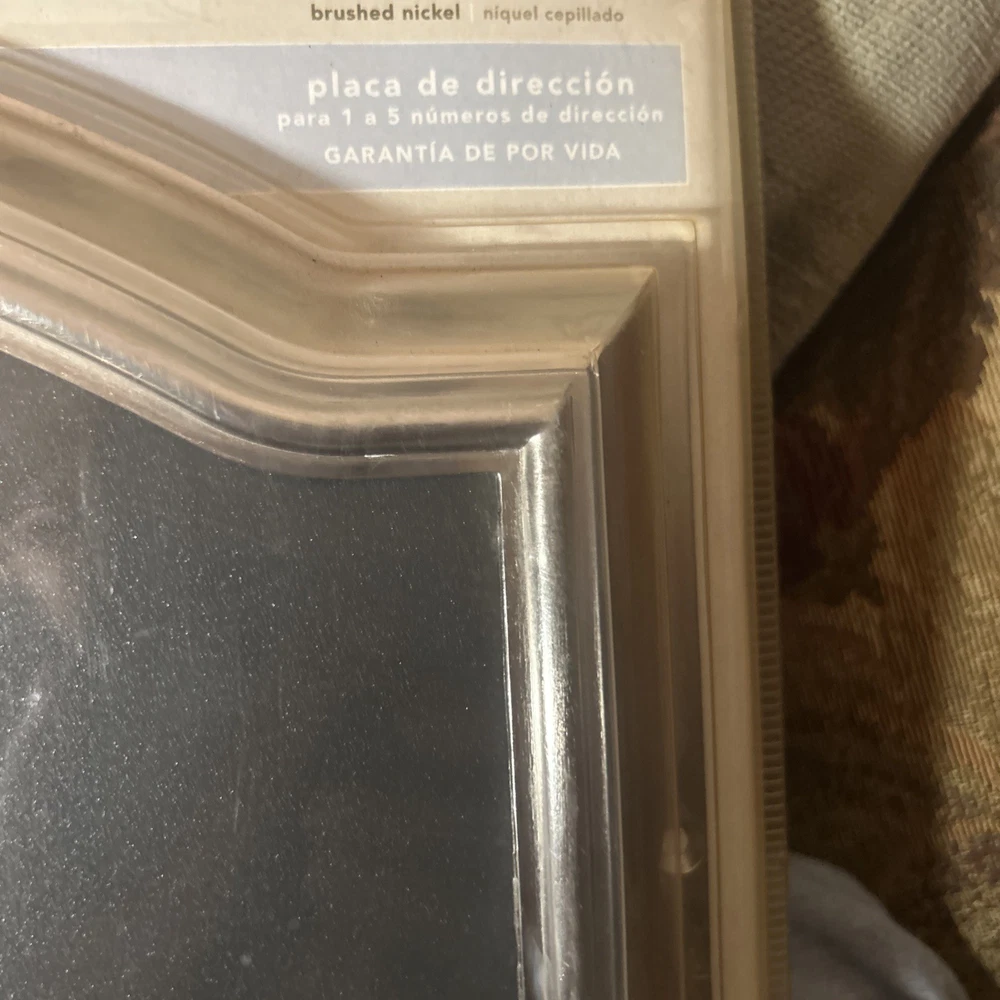 brushed nickel | níquel cepillado
placa de dirección
para 1 a 5 números de dirección
GARANTÍA DE POR VIDA